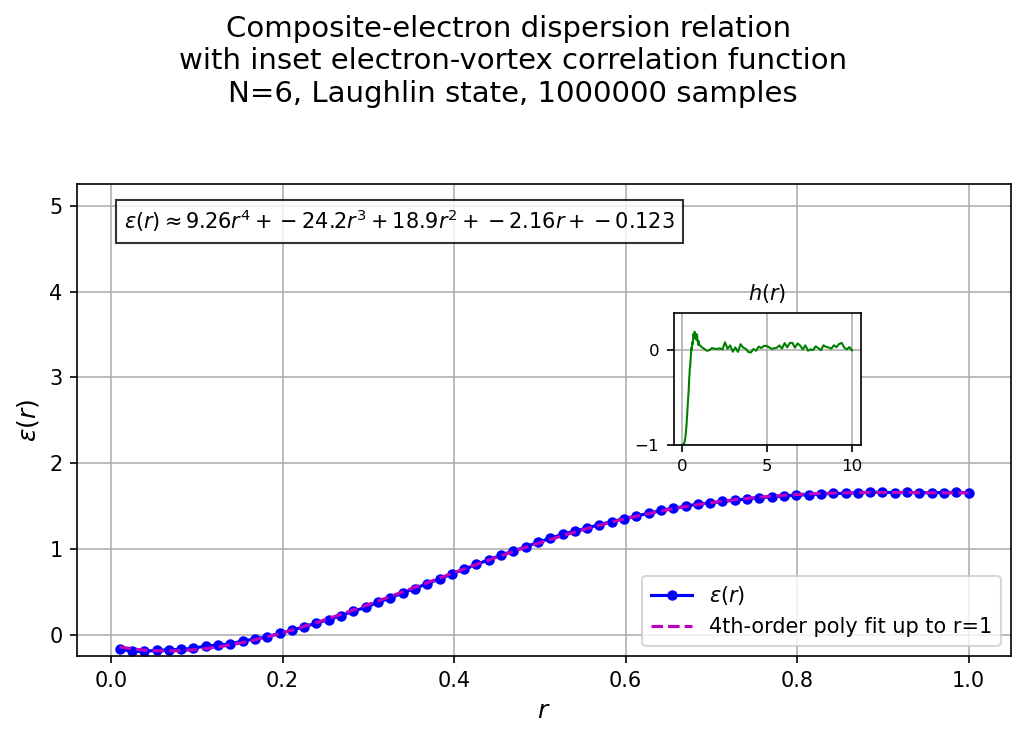 Composite-electron dispersion relation
with inset electron-vortex correlation function
N=6, Laughlin state, 1000000 samples
ε(r) ≈ 9.26r⁴ + −24.2r³ + 18.9r² + −2.16r + −0.123
h(r)
0
−1
0 5 10
ε(r)
5
4
3
2
1
0
ε(r)
4th-order poly fit up to r=1
0.0 0.2 0.4 0.6 0.8 1.0
r